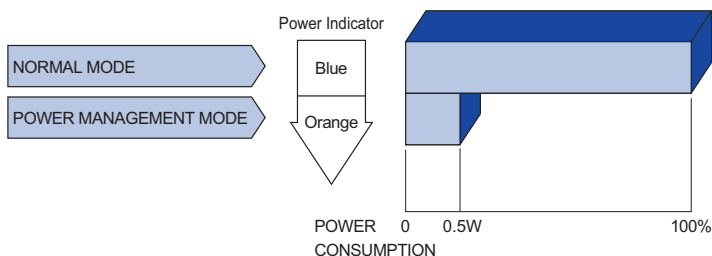 Power Indicator
NORMAL MODE
Blue
POWER MANAGEMENT MODE
Orange
POWER
CONSUMPTION
0
0.5W
100%